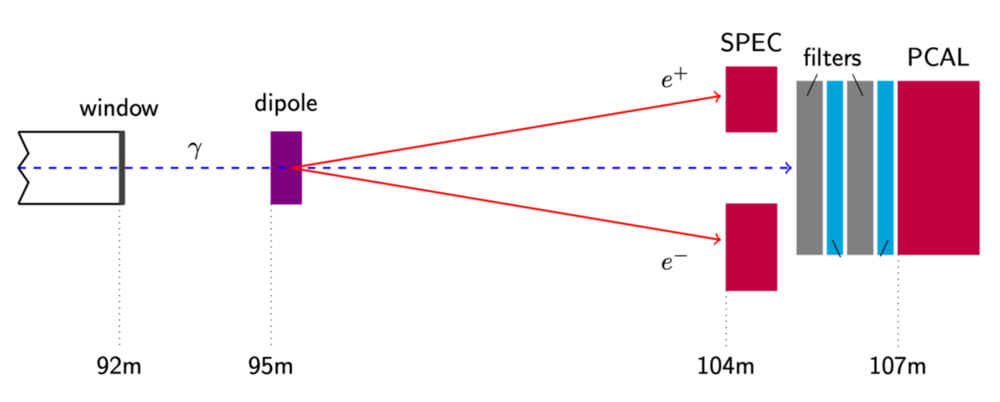 SPEC
filters
PCAL
e⁺
dipole
window
γ
e⁻
92m
95m
104m
107m